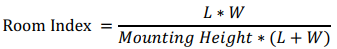 Room Index = L * W / Mounting Height * (L + W)